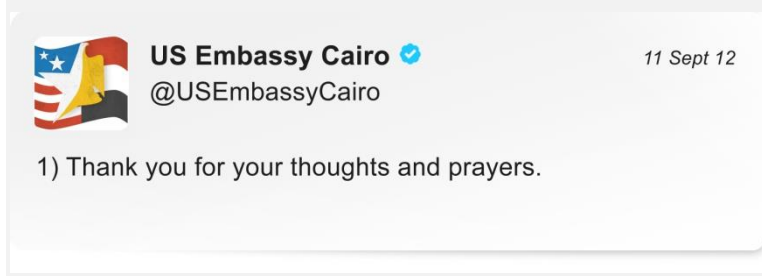 US Embassy Cairo
11 Sept 12
@USEmbassyCairo
1) Thank you for your thoughts and prayers.